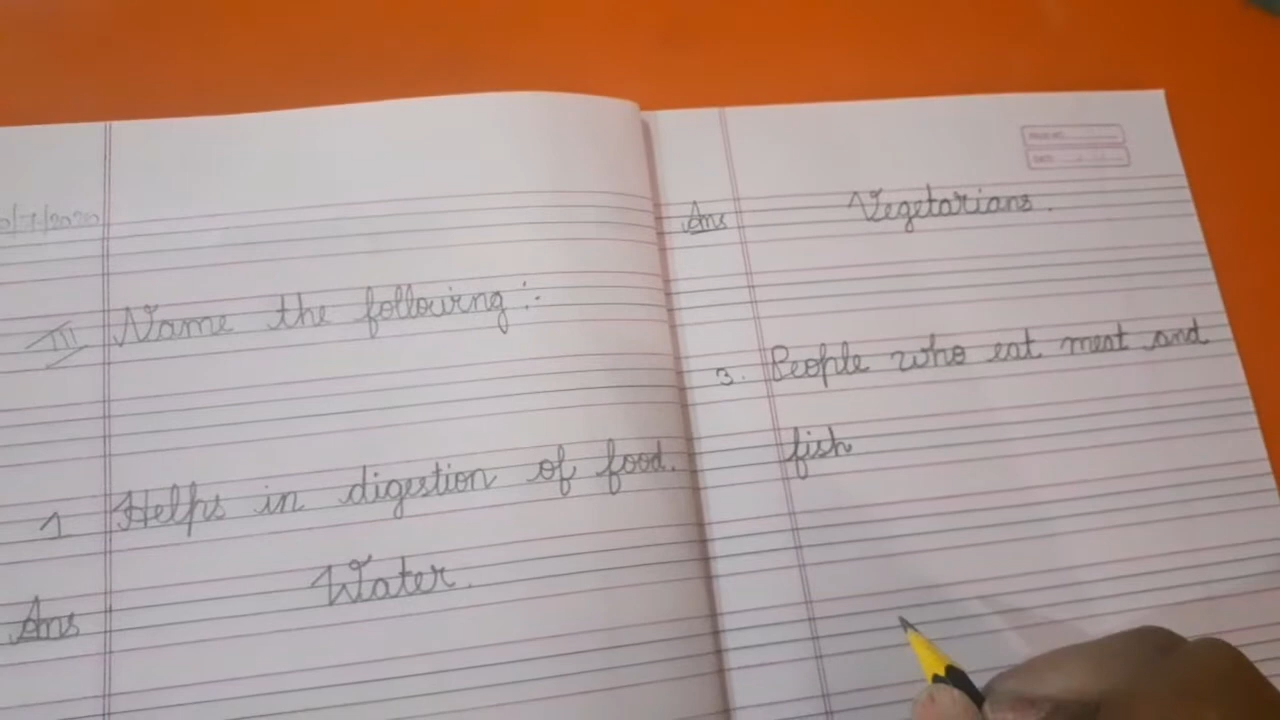 III Name the following :-
1 Helps in digestion of food.
Ans Water.
Ans Vegetarians.
3. People who eat meat and
fish